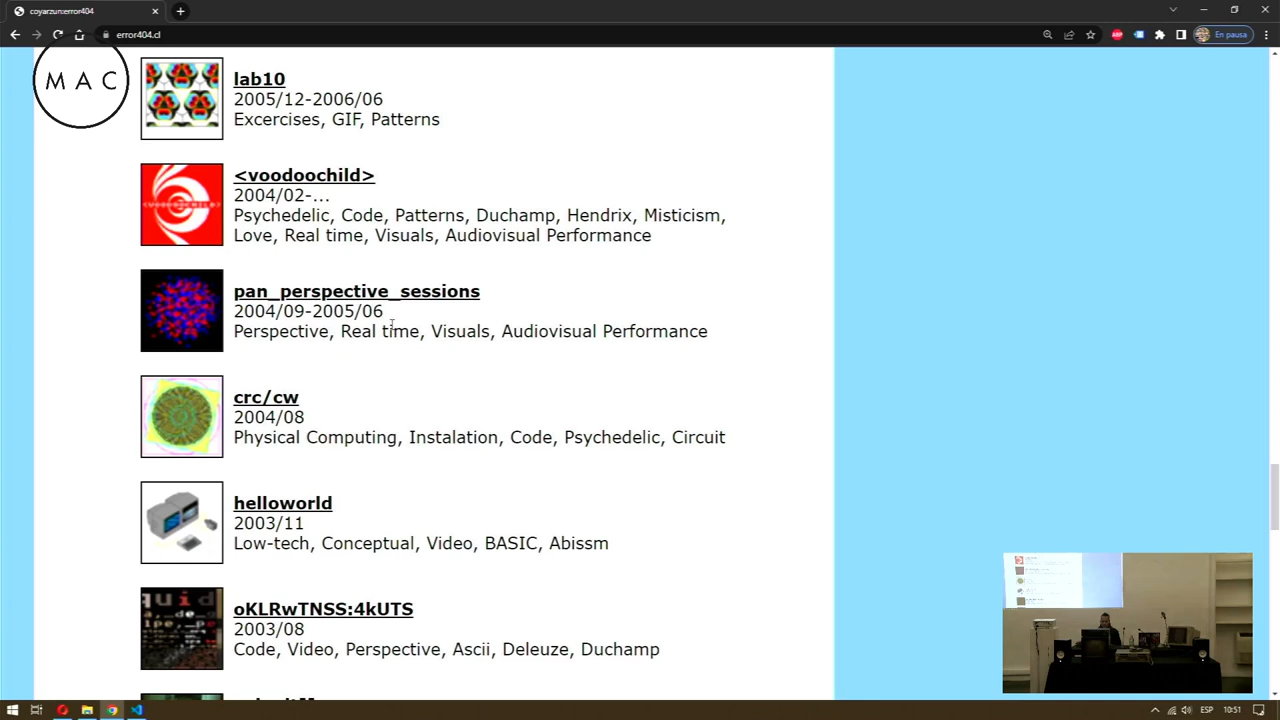 coyarzun:error404
error404.cl
En pausa
MAC
lab10
2005/12-2006/06
Excercises, GIF, Patterns
<voodoochild>
2004/02-...
Psychedelic, Code, Patterns, Duchamp, Hendrix, Misticism,
Love, Real time, Visuals, Audiovisual Performance
<VOODOOCHILD>
pan_perspective_sessions
2004/09-2005/06
Perspective, Real time, Visuals, Audiovisual Performance
crc/cw
2004/08
Physical Computing, Instalation, Code, Psychedelic, Circuit
helloworld
2003/11
Low-tech, Conceptual, Video, BASIC, Abissm
quid
oKLRwTNSS:4kUTS
2003/08
Code, Video, Perspective, Ascii, Deleuze, Duchamp
ESP
10:51